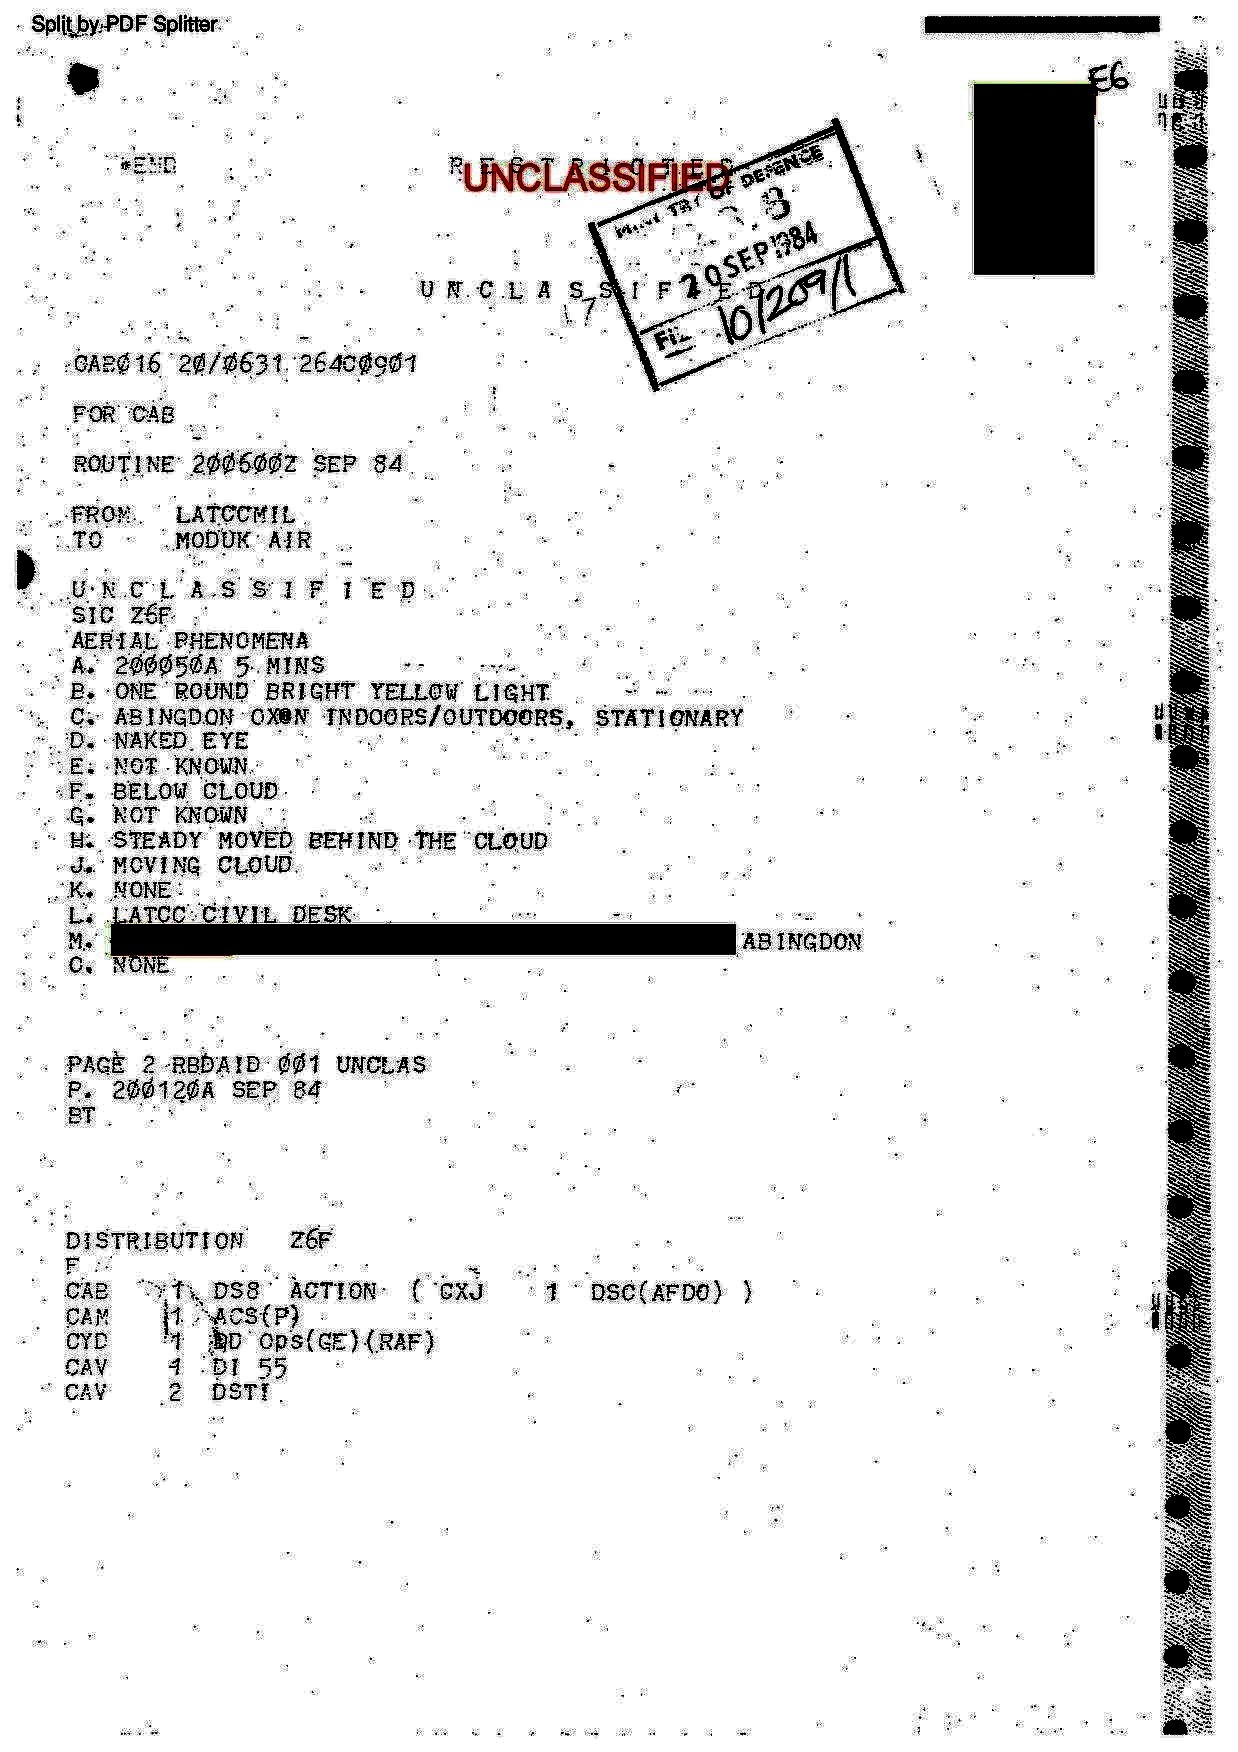 Split by PDF Splitter
E6
*END
R E S T R I C T E D
UNCLASSIFIED
MINISTRY OF DEFENCE
DS 8
20 SEP 1984
FILE 10/209/1
U N C L A S S I F I E D
17
CAB016 20/0631 264C0901
FOR CAB
ROUTINE 200600Z SEP 84
FROM LATCCMIL
TO MODUK AIR
U N C L A S S I F I E D
SIC Z6F
AERIAL PHENOMENA
A. 200050A 5 MINS
B. ONE ROUND BRIGHT YELLOW LIGHT
C. ABINGDON OXON INDOORS/OUTDOORS, STATIONARY
D. NAKED EYE
E. NOT KNOWN
F. BELOW CLOUD
G. NOT KNOWN
H. STEADY MOVED BEHIND THE CLOUD
J. MOVING CLOUD
K. NONE
L. LATCC CIVIL DESK
M. ABINGDON
O. NONE
PAGE 2 RBDAID 001 UNCLAS
P. 200120A SEP 84
BT
DISTRIBUTION Z6F
F
CAB 1 DS8 ACTION ( CXJ 1 DSC(AFDO) )
CAM 1 ACS(P)
CYD 1 DD Ops(GE)(RAF)
CAV 1 DI 55
CAV 2 DSTI